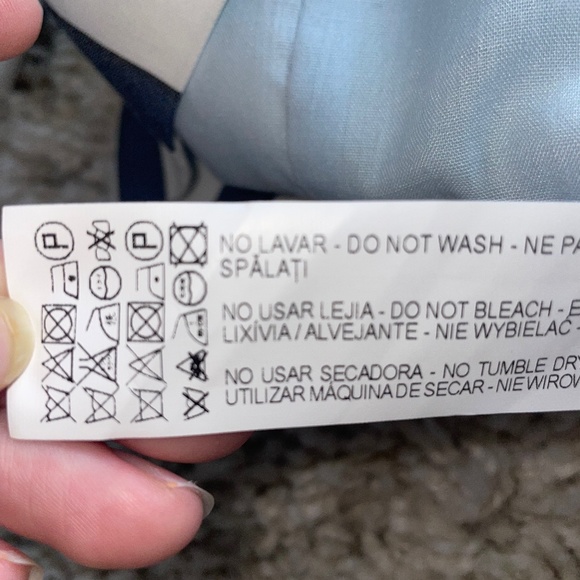 NO LAVAR - DO NOT WASH - NE PA
SPĂLAȚI
NO USAR LEJIA - DO NOT BLEACH - E
LIXÍVIA / ALVEJANTE - NIE WYBIELAĆ -
NO USAR SECADORA - NO TUMBLE DRY
UTILIZAR MÁQUINA DE SECAR - NIE WIROW
P P